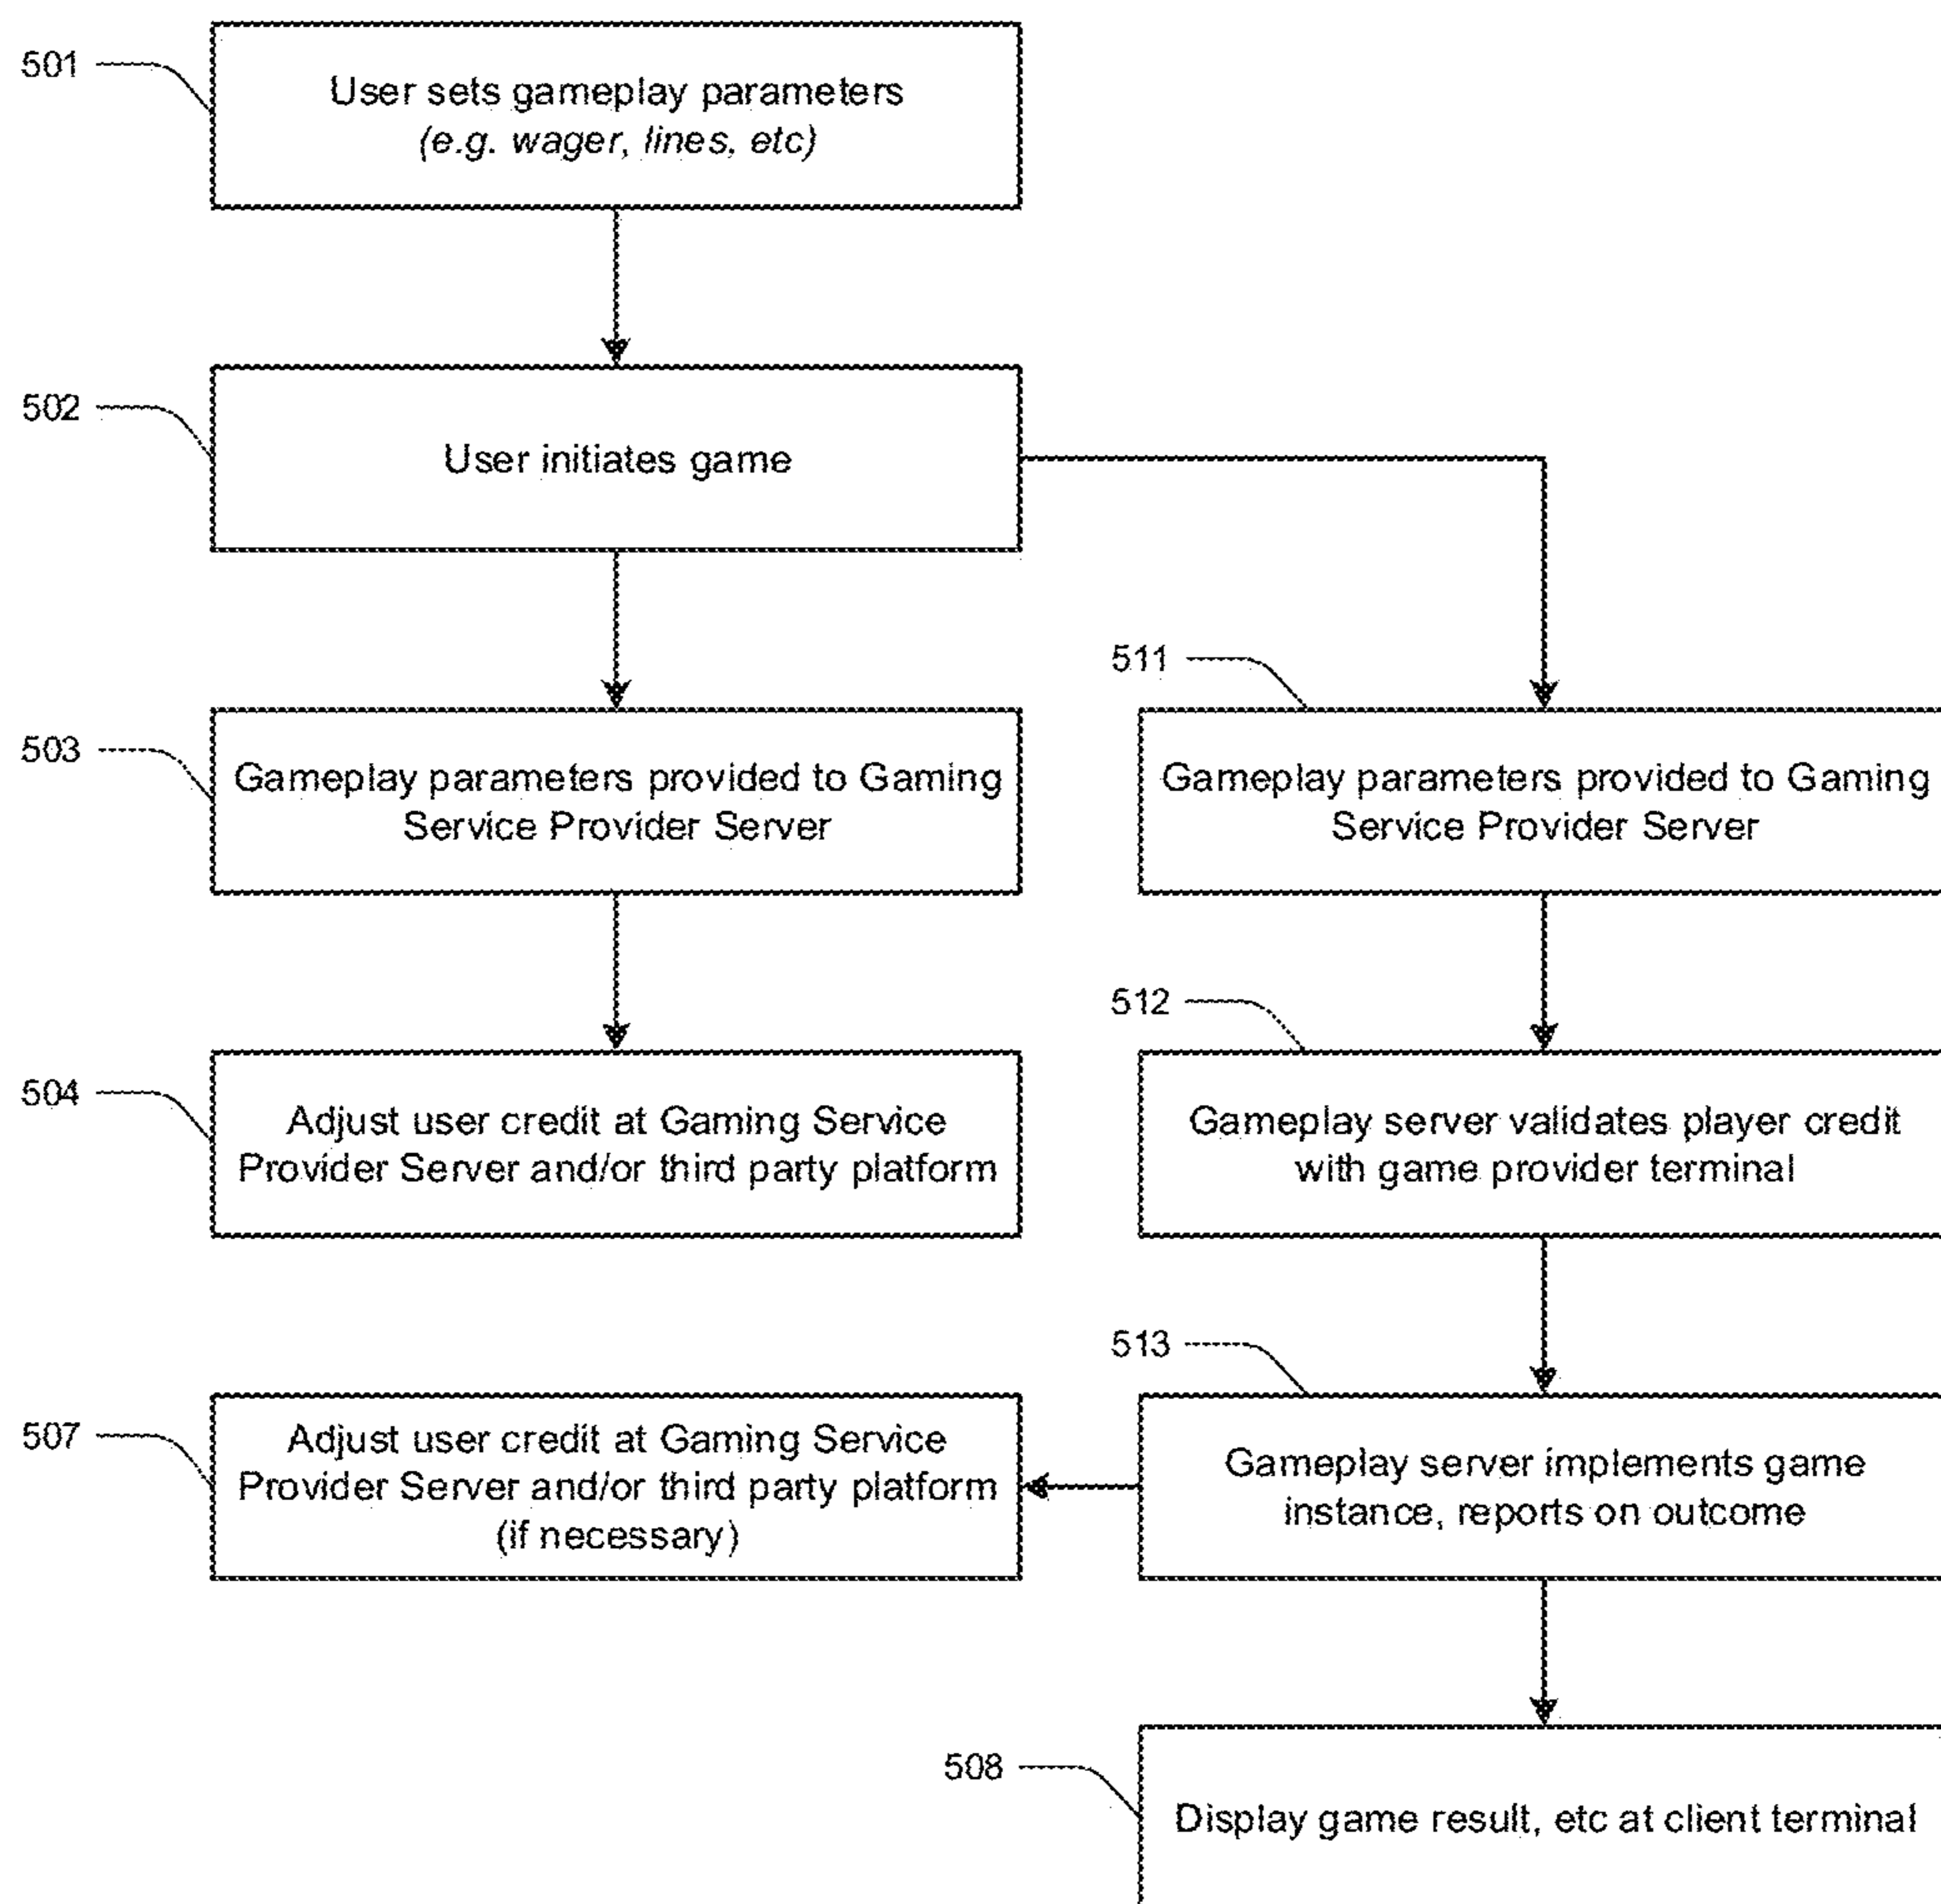 501
User sets gameplay parameters
(e.g. wager, lines, etc)
502
User initiates game
503
Gameplay parameters provided to Gaming
Service Provider Server
511
Gameplay parameters provided to Gaming
Service Provider Server
504
Adjust user credit at Gaming Service
Provider Server and/or third party platform
512
Gameplay server validates player credit
with game provider terminal
507
Adjust user credit at Gaming Service
Provider Server and/or third party platform
(if necessary)
513
Gameplay server implements game
instance, reports on outcome
508
Display game result, etc at client terminal